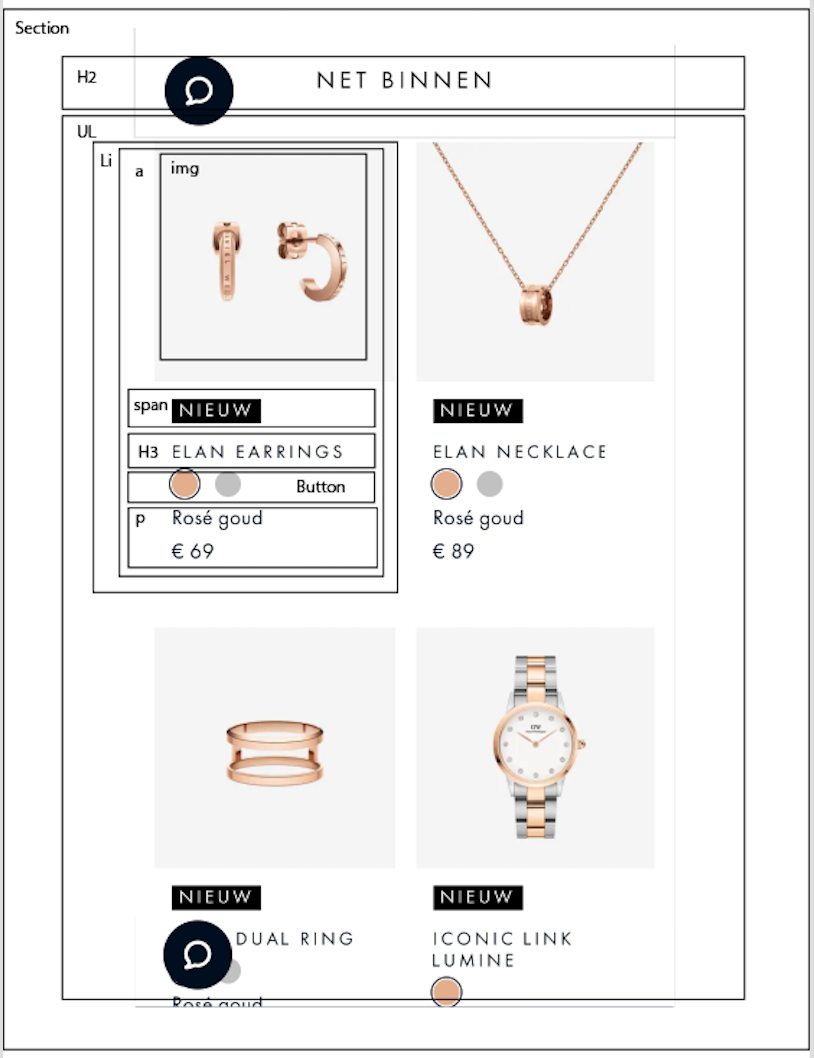 Section
H2
NET BINNEN
UL
Li
a
img
span
NIEUW
NIEUW
H3
ELAN EARRINGS
ELAN NECKLACE
Button
p
Rosé goud
Rosé goud
€ 69
€ 89
NIEUW
NIEUW
DUAL RING
ICONIC LINK
LUMINE
Rosé goud